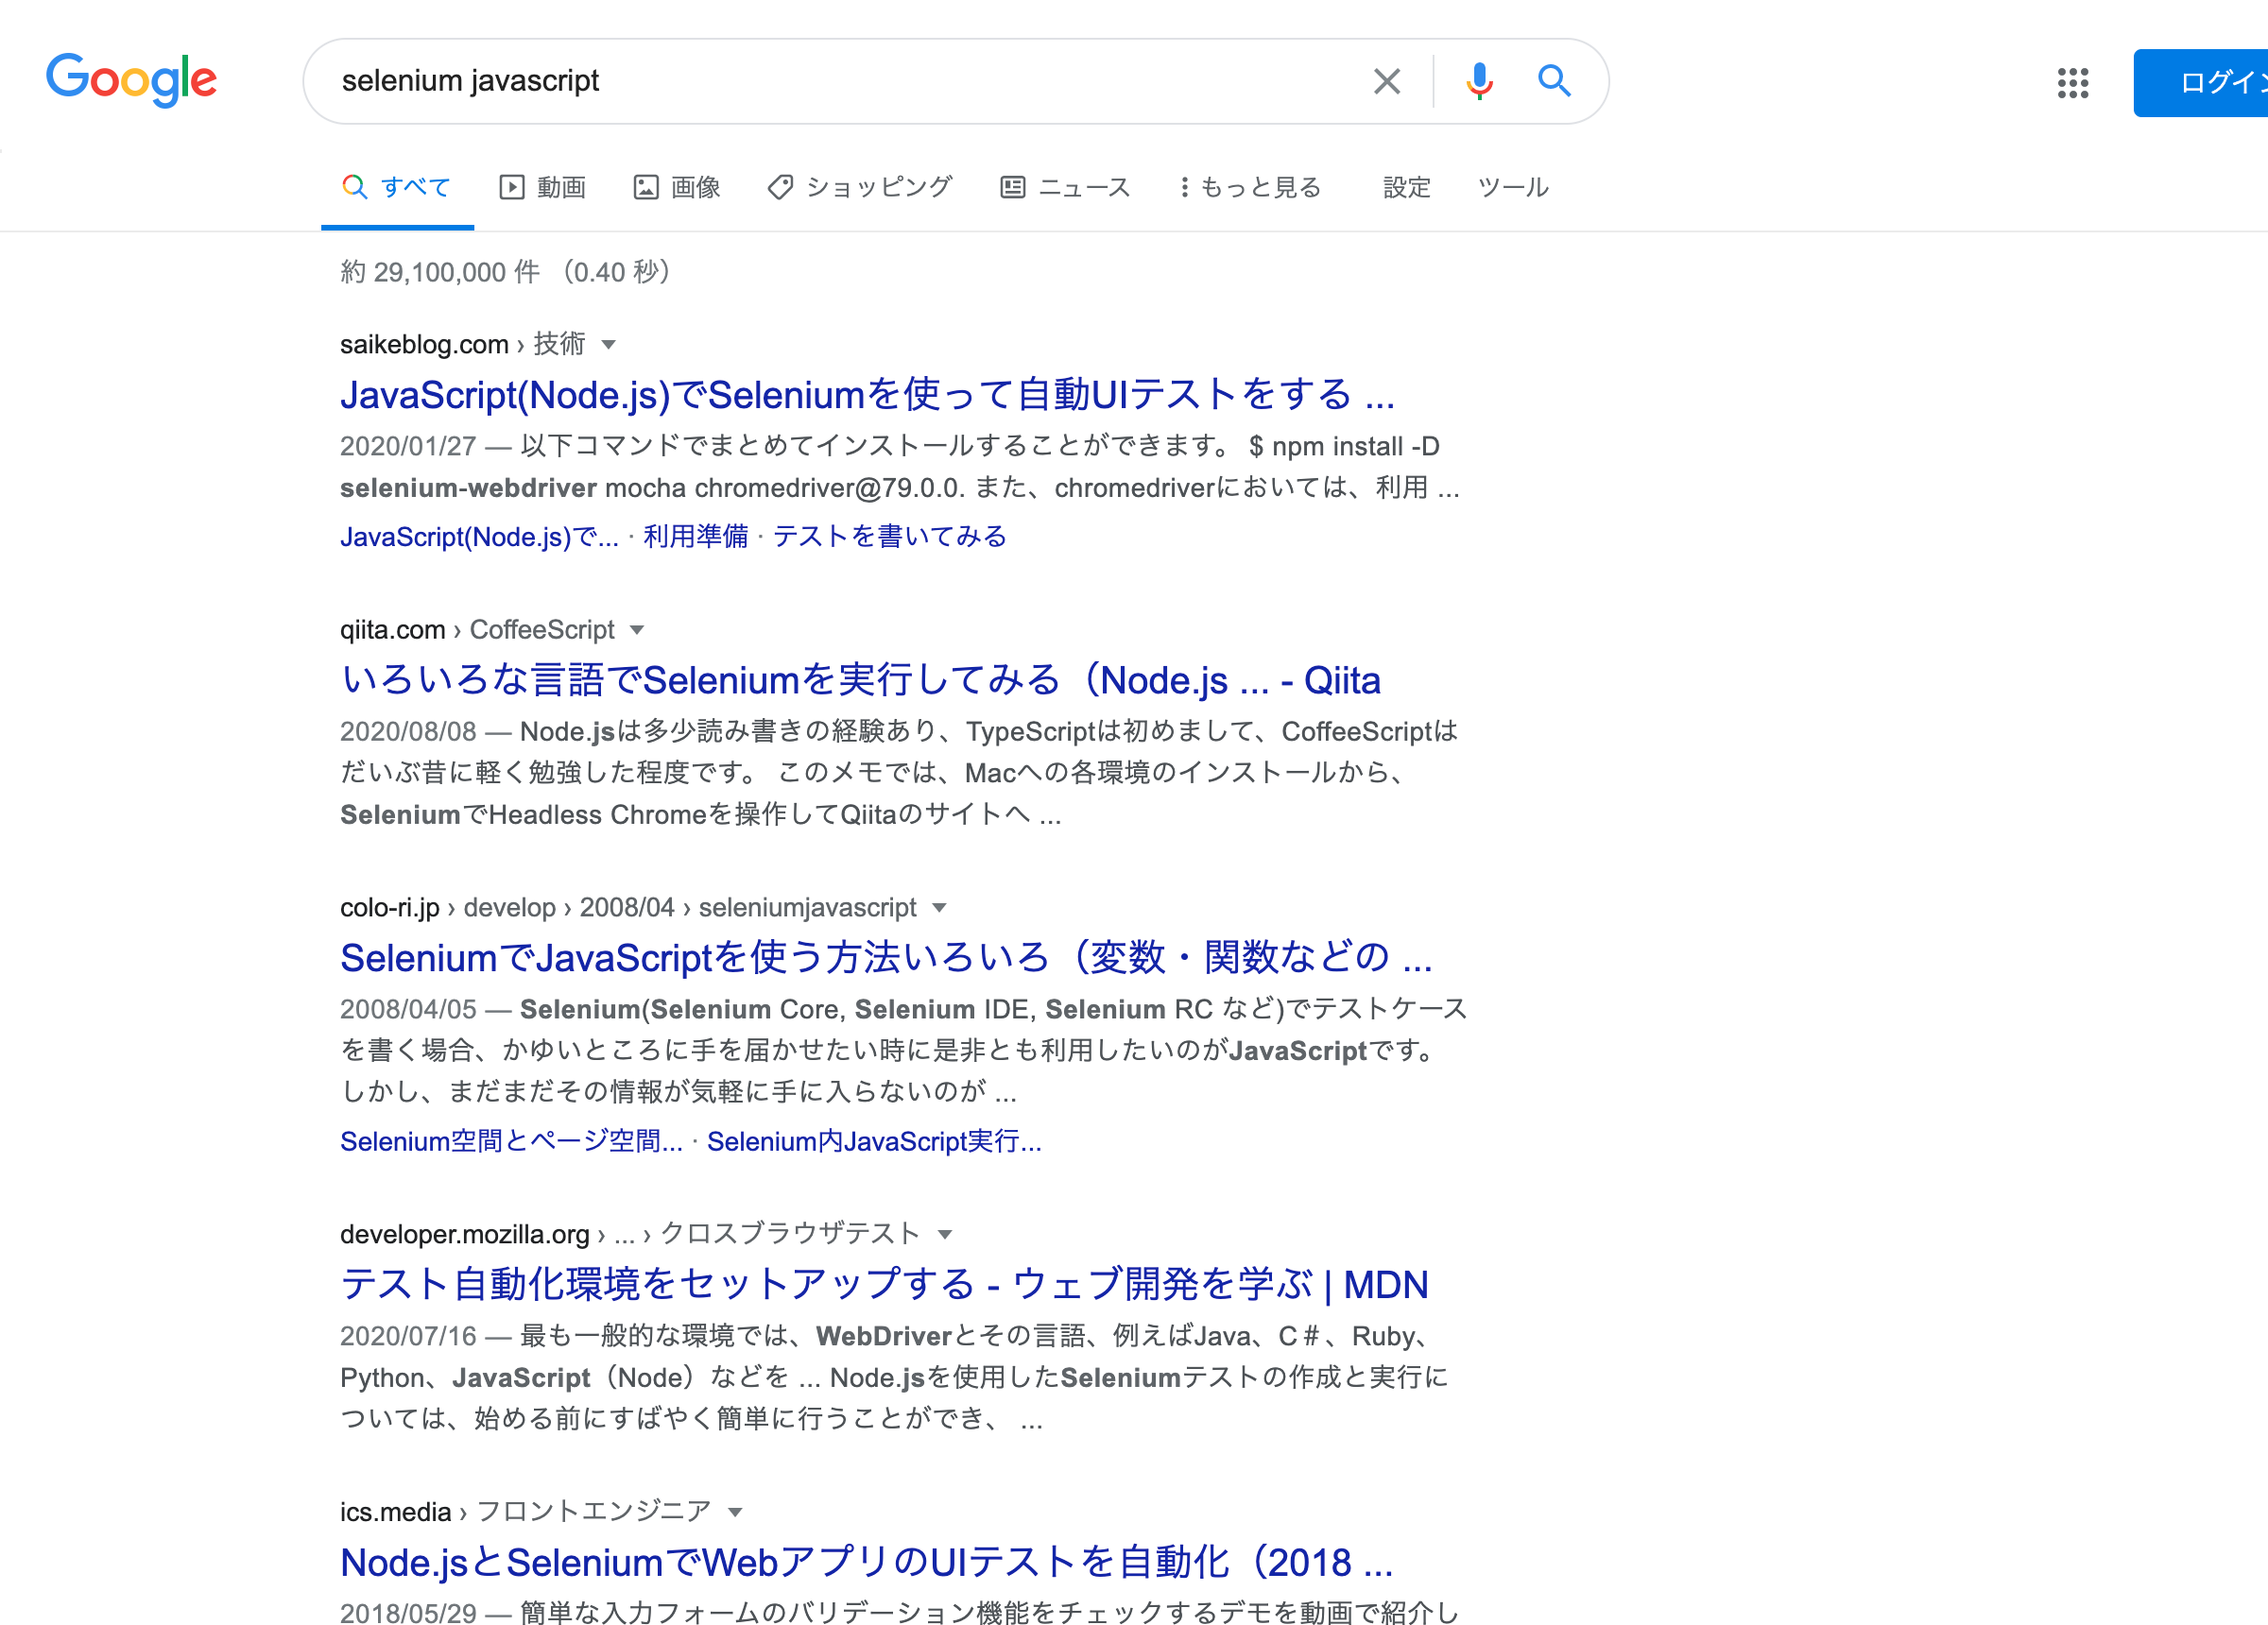 Google
selenium javascript
ログイン
すべて 動画 画像 ショッピング ニュース もっと見る 設定 ツール
約 29,100,000 件 （0.40 秒）
saikeblog.com › 技術
JavaScript(Node.js)でSeleniumを使って自動UIテストをする ...
2020/01/27 — 以下コマンドでまとめてインストールすることができます。 $ npm install -D
selenium-webdriver mocha chromedriver@79.0.0. また、chromedriverにおいては、利用 ...
JavaScript(Node.js)で... · 利用準備 · テストを書いてみる
qiita.com › CoffeeScript
いろいろな言語でSeleniumを実行してみる（Node.js ... - Qiita
2020/08/08 — Node.jsは多少読み書きの経験あり、TypeScriptは初めまして、CoffeeScriptは
だいぶ昔に軽く勉強した程度です。 このメモでは、Macへの各環境のインストールから、
SeleniumでHeadless Chromeを操作してQiitaのサイトへ ...
colo-ri.jp › develop › 2008/04 › seleniumjavascript
SeleniumでJavaScriptを使う方法いろいろ（変数・関数などの ...
2008/04/05 — Selenium(Selenium Core, Selenium IDE, Selenium RC など)でテストケース
を書く場合、かゆいところに手を届かせたい時に是非とも利用したいのがJavaScriptです。
しかし、まだまだその情報が気軽に手に入らないのが ...
Selenium空間とページ空間... · Selenium内JavaScript実行...
developer.mozilla.org › ... › クロスブラウザテスト
テスト自動化環境をセットアップする - ウェブ開発を学ぶ | MDN
2020/07/16 — 最も一般的な環境では、WebDriverとその言語、例えばJava、C＃、Ruby、
Python、JavaScript（Node）などを ... Node.jsを使用したSeleniumテストの作成と実行に
ついては、始める前にすばやく簡単に行うことができ、 ...
ics.media › フロントエンジニア
Node.jsとSeleniumでWebアプリのUIテストを自動化（2018 ...
2018/05/29 — 簡単な入力フォームのバリデーション機能をチェックするデモを動画で紹介し